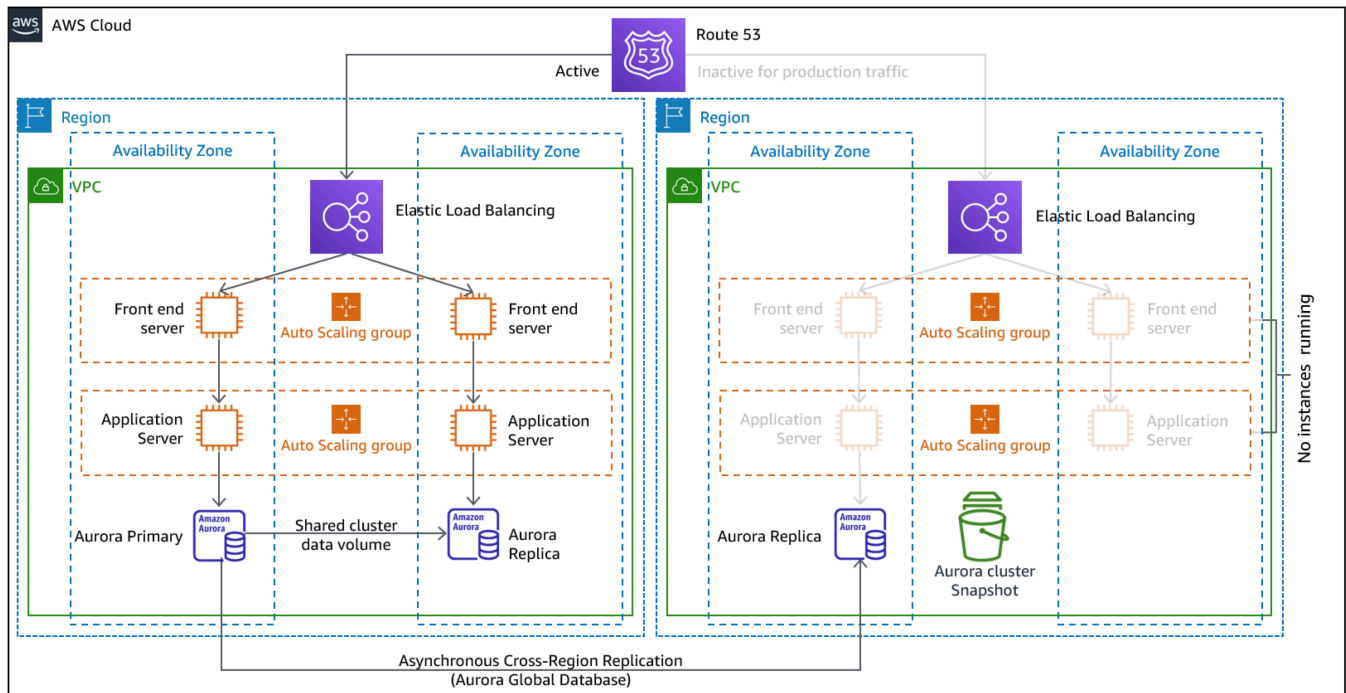 aws
AWS Cloud
Route 53
53
Active
Inactive for production traffic
Region
Availability Zone
Availability Zone
VPC
Elastic Load Balancing
Front end
server
Auto Scaling group
Front end
server
Application
Server
Auto Scaling group
Application
Server
Aurora Primary
Amazon
Aurora
Shared cluster
data volume
Amazon
Aurora
Aurora
Replica
Region
Availability Zone
Availability Zone
VPC
Elastic Load Balancing
Front end
server
Auto Scaling group
Front end
server
Application
Server
Auto Scaling group
Application
Server
No instances running
Aurora Replica
Amazon
Aurora
Aurora cluster
Snapshot
Asynchronous Cross-Region Replication
(Aurora Global Database)